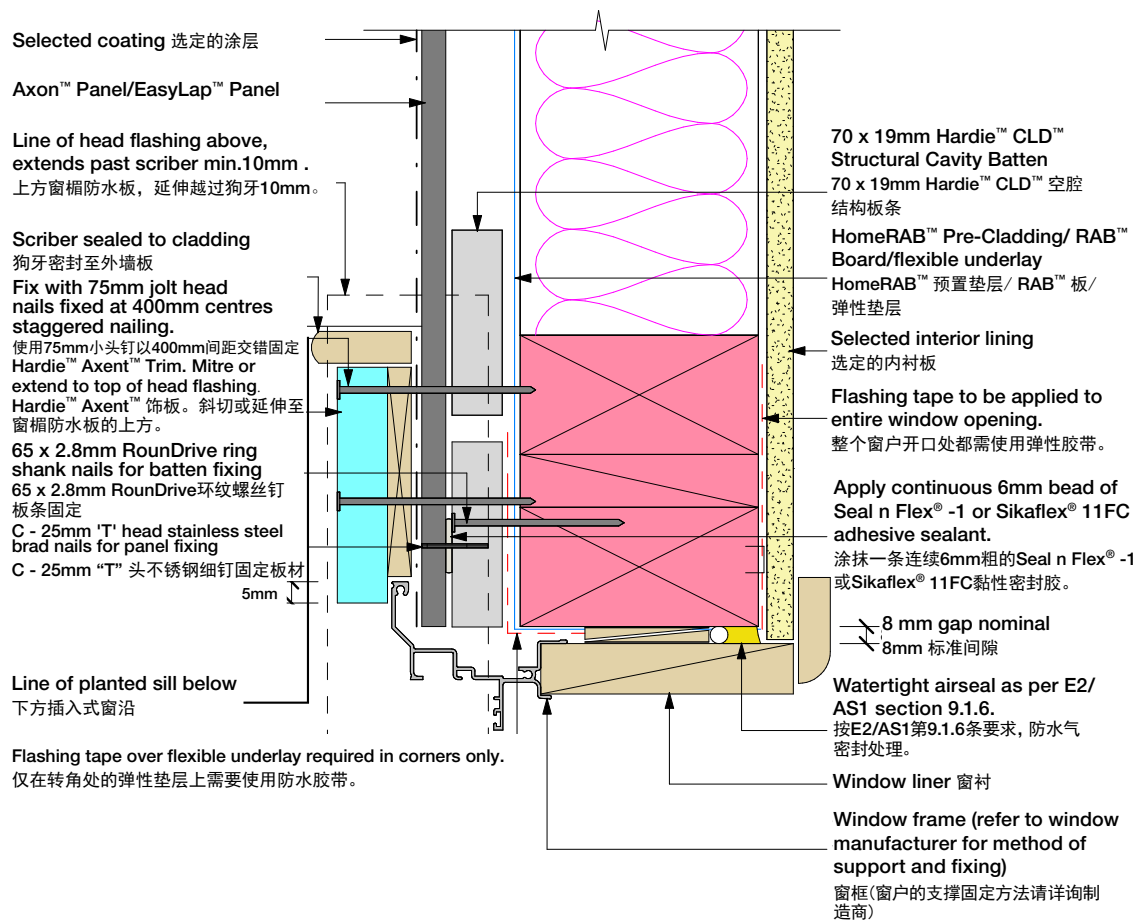 Selected coating 选定的涂层
Axon™ Panel/EasyLap™ Panel
Line of head flashing above,
extends past scriber min.10mm .
上方窗楣防水板，延伸越过狗牙10mm。
Scriber sealed to cladding
狗牙密封至外墙板
Fix with 75mm jolt head
nails fixed at 400mm centres
staggered nailing.
使用75mm小头钉以400mm间距交错固定
Hardie™ Axent™ Trim. Mitre or
extend to top of head flashing.
Hardie™ Axent™ 饰板。斜切或延伸至
窗楣防水板的上方。
65 x 2.8mm RounDrive ring
shank nails for batten fixing
65 x 2.8mm RounDrive环纹螺丝钉
板条固定
C - 25mm 'T' head stainless steel
brad nails for panel fixing
C - 25mm “T” 头不锈钢细钉固定板材
5mm
Line of planted sill below
下方插入式窗沿
Flashing tape over flexible underlay required in corners only.
仅在转角处的弹性垫层上需要使用防水胶带。
70 x 19mm Hardie™ CLD™
Structural Cavity Batten
70 x 19mm Hardie™ CLD™ 空腔
结构板条
HomeRAB™ Pre-Cladding/ RAB™
Board/flexible underlay
HomeRAB™ 预置垫层/ RAB™ 板/
弹性垫层
Selected interior lining
选定的内衬板
Flashing tape to be applied to
entire window opening.
整个窗户开口处都需使用弹性胶带。
Apply continuous 6mm bead of
Seal n Flex® -1 or Sikaflex® 11FC
adhesive sealant.
涂抹一条连续6mm粗的Seal n Flex® -1
或Sikaflex® 11FC黏性密封胶。
8 mm gap nominal
8mm 标准间隙
Watertight airseal as per E2/
AS1 section 9.1.6.
按E2/AS1第9.1.6条要求，防水气
密封处理。
Window liner 窗衬
Window frame (refer to window
manufacturer for method of
support and fixing)
窗框(窗户的支撑固定方法请详询制
造商)